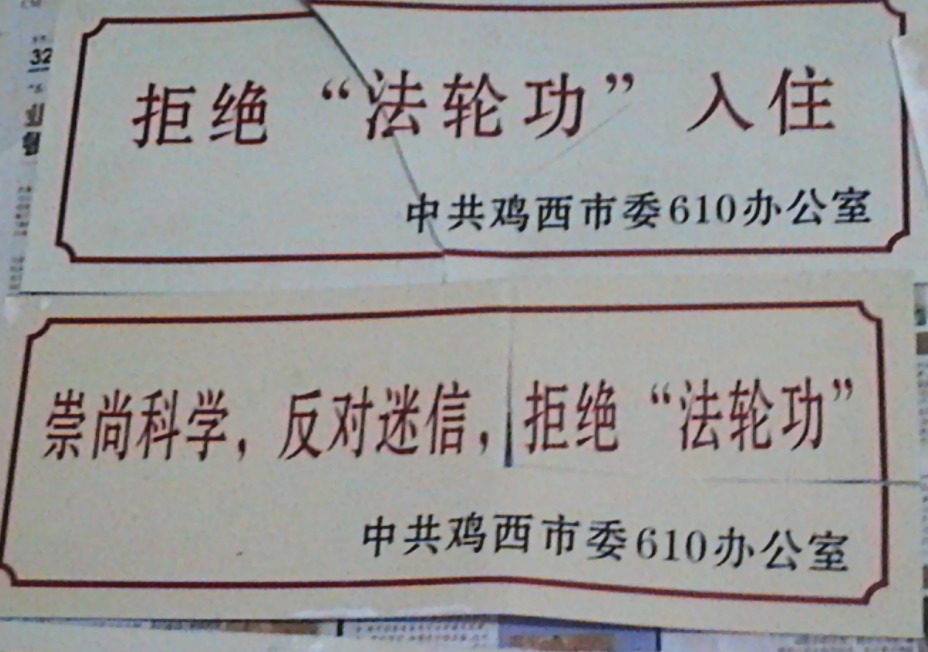 拒绝“法轮功”入住
中共鸡西市委610办公室
崇尚科学，反对迷信，拒绝“法轮功”
中共鸡西市委610办公室
32